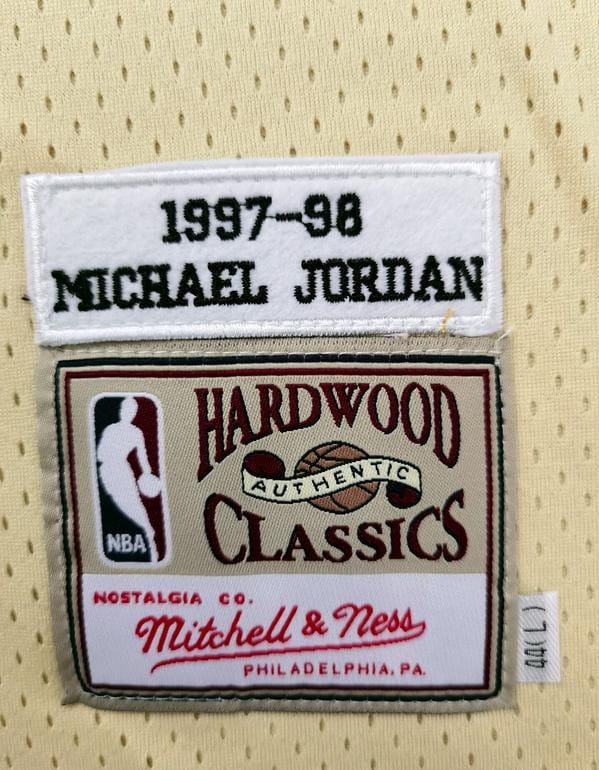 1997-98
MICHAEL JORDAN
HARDWOOD
AUTHENTIC
CLASSICS
NBA
NOSTALGIA CO.
Mitchell & Ness
PHILADELPHIA, PA.
44(L)